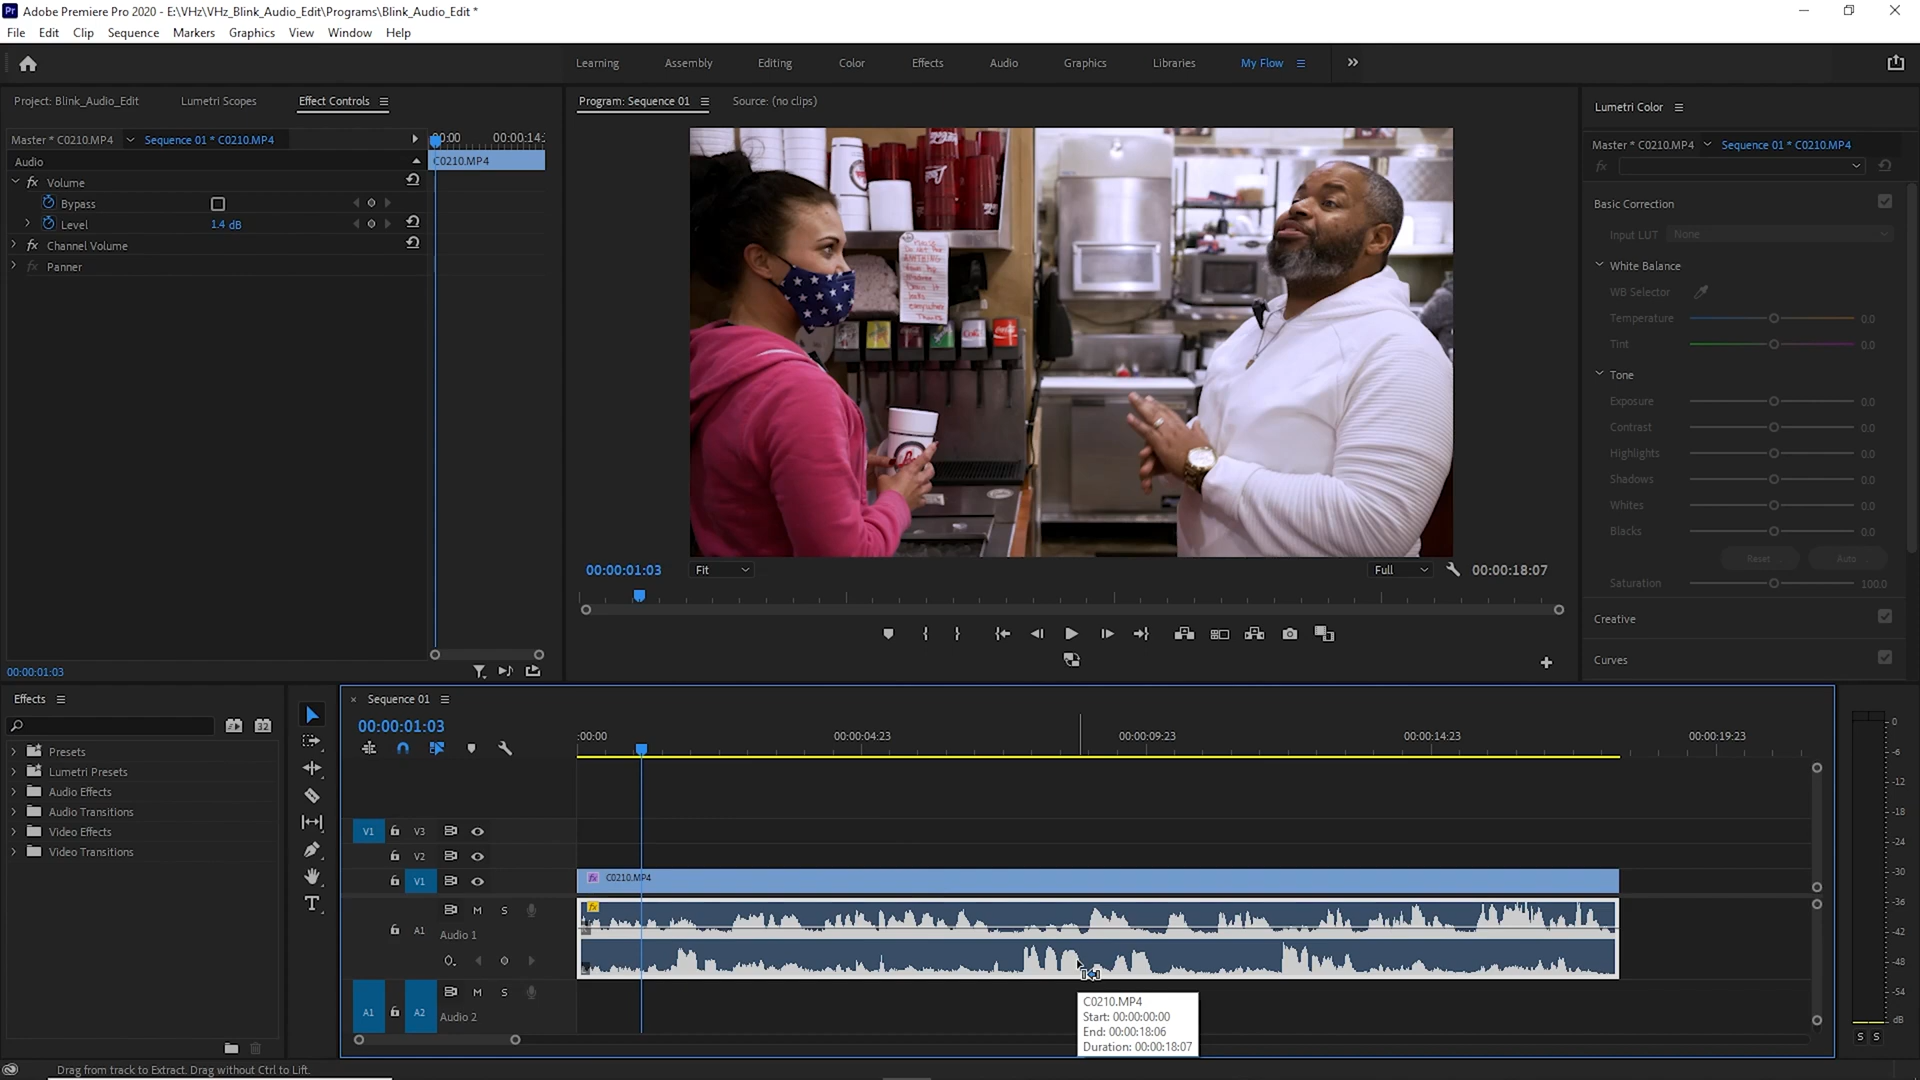 Pr Adobe Premiere Pro 2020 - E:\VHz\VHz_Blink_Audio_Edit\Programs\Blink_Audio_Edit *
File Edit Clip Sequence Markers Graphics View Window Help
Learning Assembly Editing Color Effects Audio Graphics Libraries My Flow
Project: Blink_Audio_Edit Lumetri Scopes Effect Controls
Master * C0210.MP4 Sequence 01 * C0210.MP4
:00:00 00:00:14:
Audio
C0210.MP4
fx Volume
Bypass
Level 1.4 dB
fx Channel Volume
fx Panner
00:00:01:03
Program: Sequence 01 Source: (no clips)
00:00:01:03 Fit Full 00:00:18:07
Lumetri Color
Master * C0210.MP4 Sequence 01 * C0210.MP4
fx
Basic Correction
Input LUT None
White Balance
WB Selector
Temperature 0.0
Tint 0.0
Tone
Exposure 0.0
Contrast 0.0
Highlights 0.0
Shadows 0.0
Whites 0.0
Blacks 0.0
Reset Auto
Saturation 100.0
Creative
Curves
Effects
32
Presets
Lumetri Presets
Audio Effects
Audio Transitions
Video Effects
Video Transitions
× Sequence 01
00:00:01:03
:00:00 00:00:04:23 00:00:09:23 00:00:14:23 00:00:19:23
V1 V3
V2
V1 fx C0210.MP4
M S fx
A1 Audio 1
M S
A1 A2 Audio 2
C0210.MP4
Start: 00:00:00:00
End: 00:00:18:06
Duration: 00:00:18:07
0
-6
-12
-18
-24
-30
-36
-42
-48
-54
dB
S S
Drag from track to Extract. Drag without Ctrl to Lift.